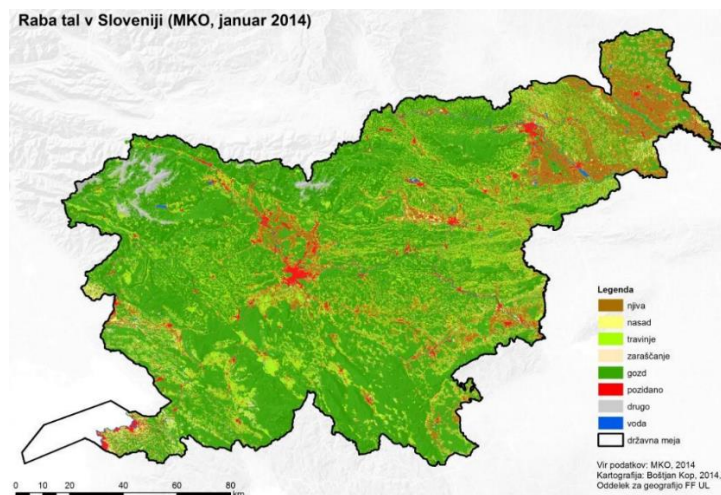 Raba tal v Sloveniji (MKO, januar 2014)
Legenda
njiva
nasad
travinje
zaraščanje
gozd
pozidano
drugo
voda
državna meja
0 10 20 40 60 80
km
Vir podatkov: MKO, 2014
Kartografija: Boštjan Kop, 2014,
Oddelek za geografijo FF UL